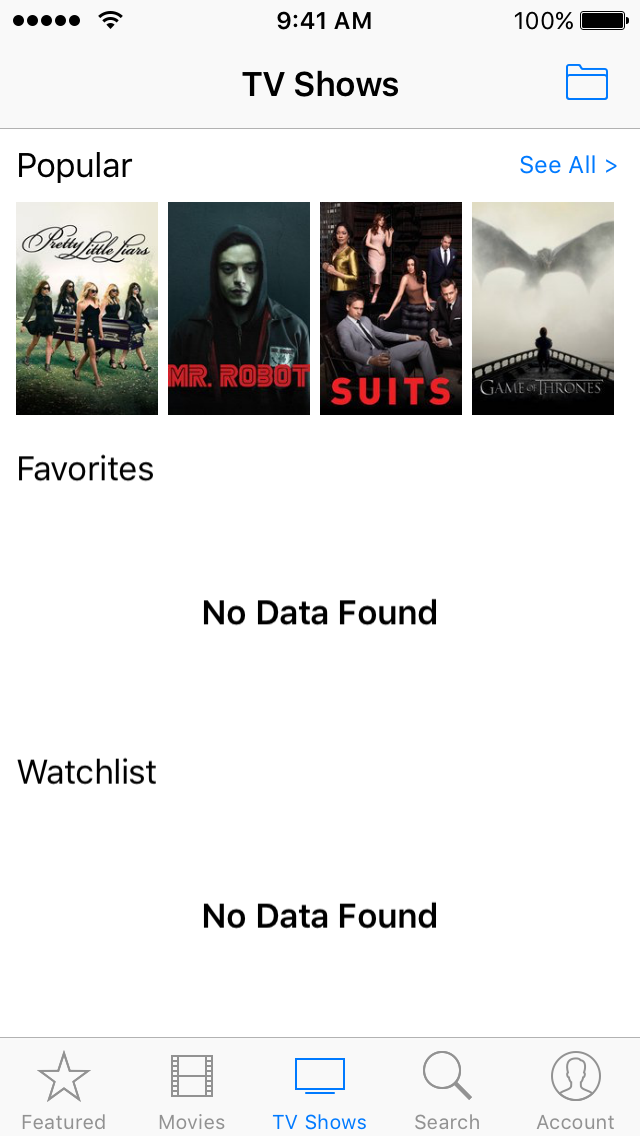 9:41 AM
100%
TV Shows
Popular
See All >
Pretty Little Liars
MR. ROBOT
SUITS
GAME OF THRONES
Favorites
No Data Found
Watchlist
No Data Found
Featured
Movies
TV Shows
Search
Account